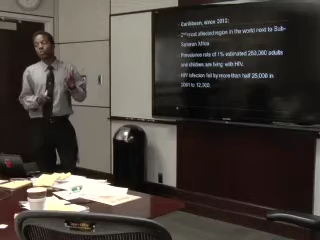 Caribbean, since 2012:
2nd most affected region in the world next to Sub-
Saharan Africa
Prevalence rate of 1% estimated 250,000 adults
and children are living with HIV.
HIV infection fell by more than half 25,000 in
2001 to 12,500.